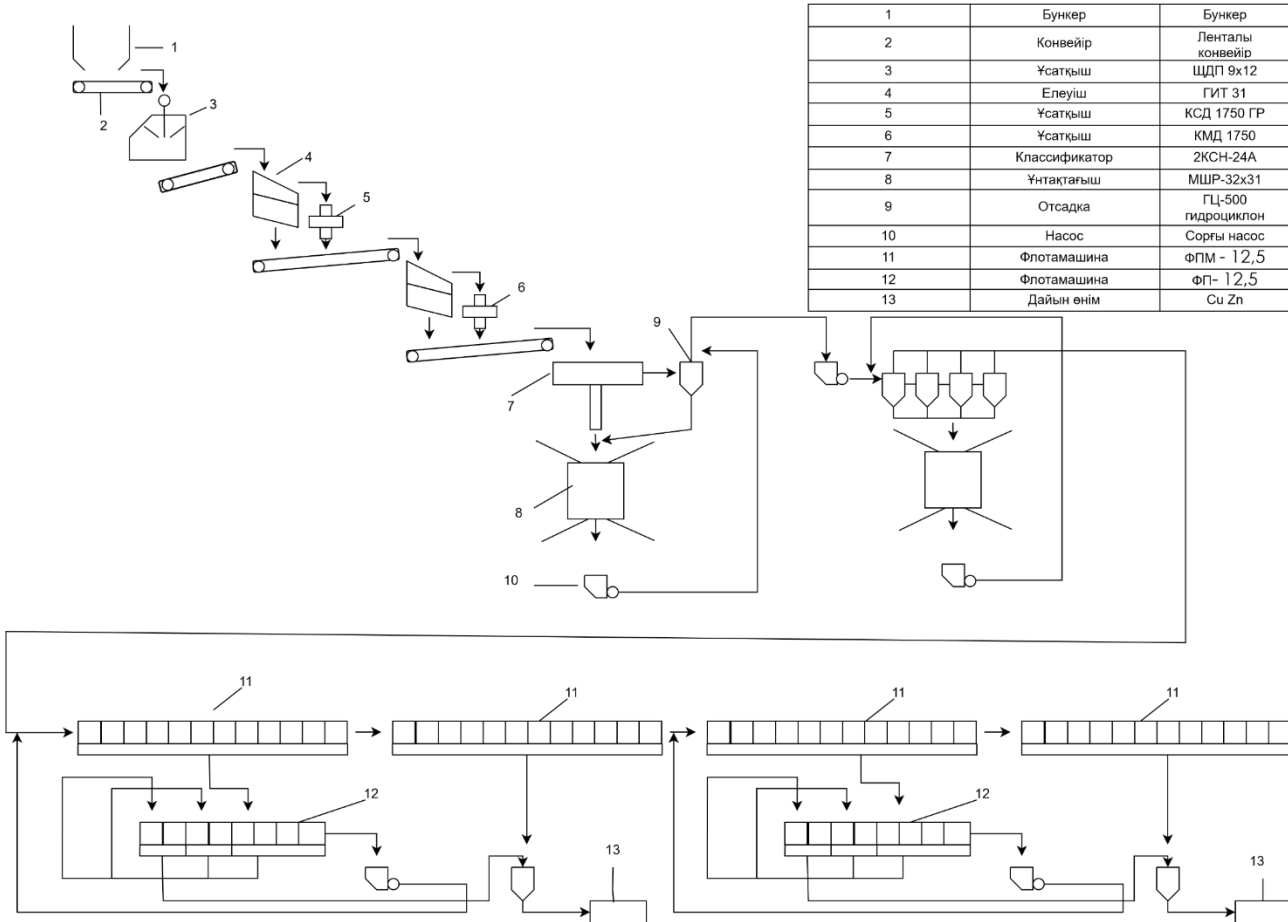 1 Бункер Бункер
2 Конвейір Ленталы
конвейір
3 Ұсатқыш ЩДП 9х12
4 Елеуіш ГИТ 31
5 Ұсатқыш КСД 1750 ГР
6 Ұсатқыш КМД 1750
7 Классификатор 2КСН-24А
8 Ұнтақтағыш МШР-32х31
9 Отсадка ГЦ-500
гидроциклон
10 Насос Сорғы насос
11 Флотамашина ФПМ - 12,5
12 Флотамашина ФП- 12,5
13 Дайын өнім Cu Zn
1
2
3
4
5
6
9
7
8
10
11
11
11
11
12
12
13
13